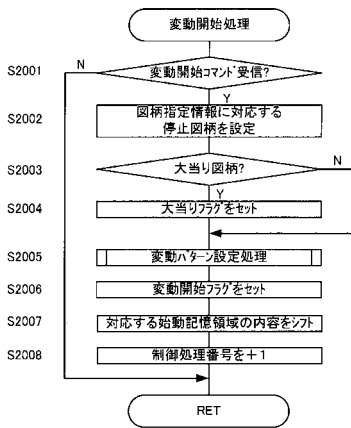 変動開始処理
N
S2001
変動開始コマンド受信?
Y
S2002
図柄指定情報に対応する
停止図柄を設定
S2003
大当り図柄?
N
Y
S2004
大当りフラグをセット
S2005
変動パターン設定処理
S2006
変動開始フラグをセット
S2007
対応する始動記憶領域の内容をシフト
S2008
制御処理番号を+1
RET